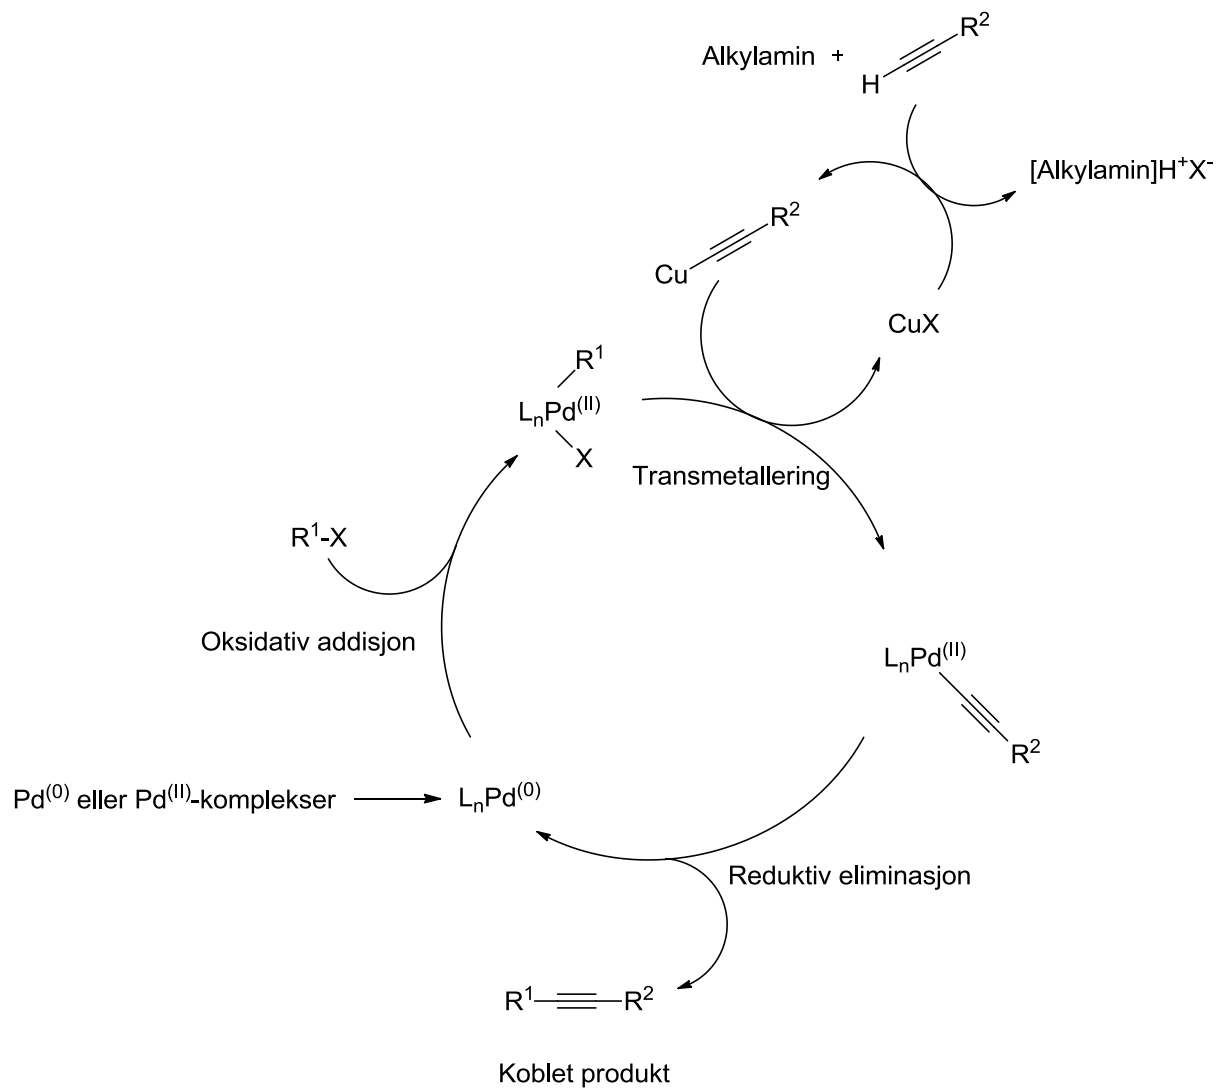 R²
Alkylamin + H
[Alkylamin]H⁺X⁻
R²
Cu
CuX
R¹
LₙPd⁽ᴵᴵ⁾
X
Transmetallering
R¹-X
Oksidativ addisjon
LₙPd⁽ᴵᴵ⁾
R²
Pd⁽⁰⁾ eller Pd⁽ᴵᴵ⁾-komplekser
LₙPd⁽⁰⁾
Reduktiv eliminasjon
R¹ R²
Koblet produkt